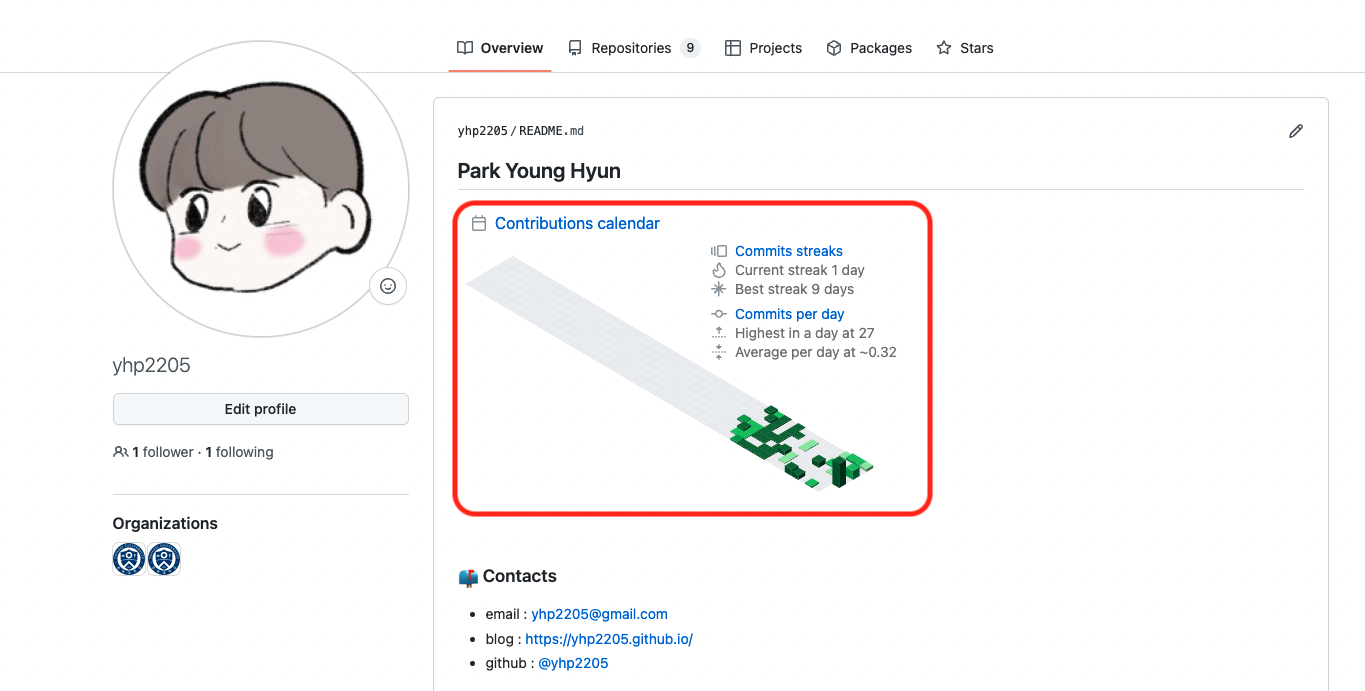 Overview Repositories 9 Projects Packages Stars
yhp2205/README.md
Park Young Hyun
Contributions calendar
Commits streaks
Current streak 1 day
Best streak 9 days
Commits per day
Highest in a day at 27
Average per day at ~0.32
yhp2205
Edit profile
1 follower · 1 following
Organizations
Contacts
email : yhp2205@gmail.com
blog : https://yhp2205.github.io/
github : @yhp2205